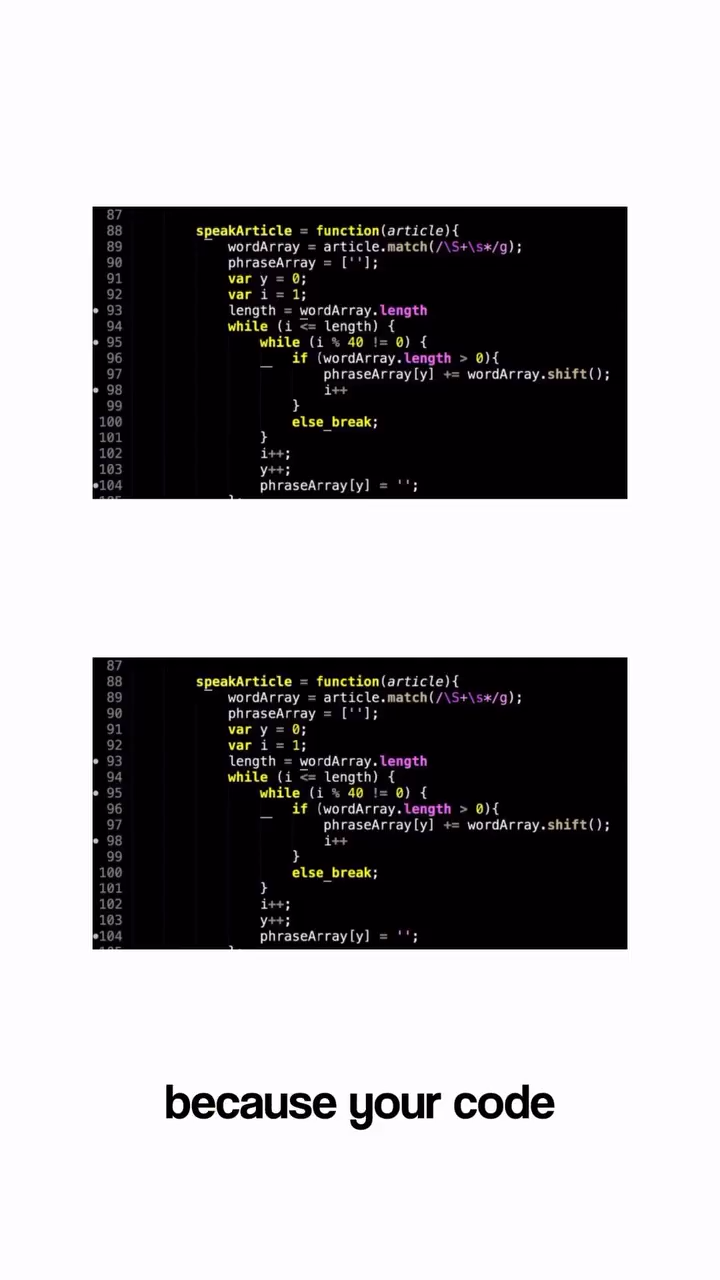 87
88 speakArticle = function(article){
89 wordArray = article.match(/\S+\s*/g);
90 phraseArray = [''];
91 var y = 0;
92 var i = 1;
93 length = wordArray.length
94 while (i <= length) {
95 while (i % 40 != 0) {
96 if (wordArray.length > 0){
97 phraseArray[y] += wordArray.shift();
98 i++
99 }
100 else break;
101 }
102 i++;
103 y++;
104 phraseArray[y] = '';
87
88 speakArticle = function(article){
89 wordArray = article.match(/\S+\s*/g);
90 phraseArray = [''];
91 var y = 0;
92 var i = 1;
93 length = wordArray.length
94 while (i <= length) {
95 while (i % 40 != 0) {
96 if (wordArray.length > 0){
97 phraseArray[y] += wordArray.shift();
98 i++
99 }
100 else break;
101 }
102 i++;
103 y++;
104 phraseArray[y] = '';
because your code